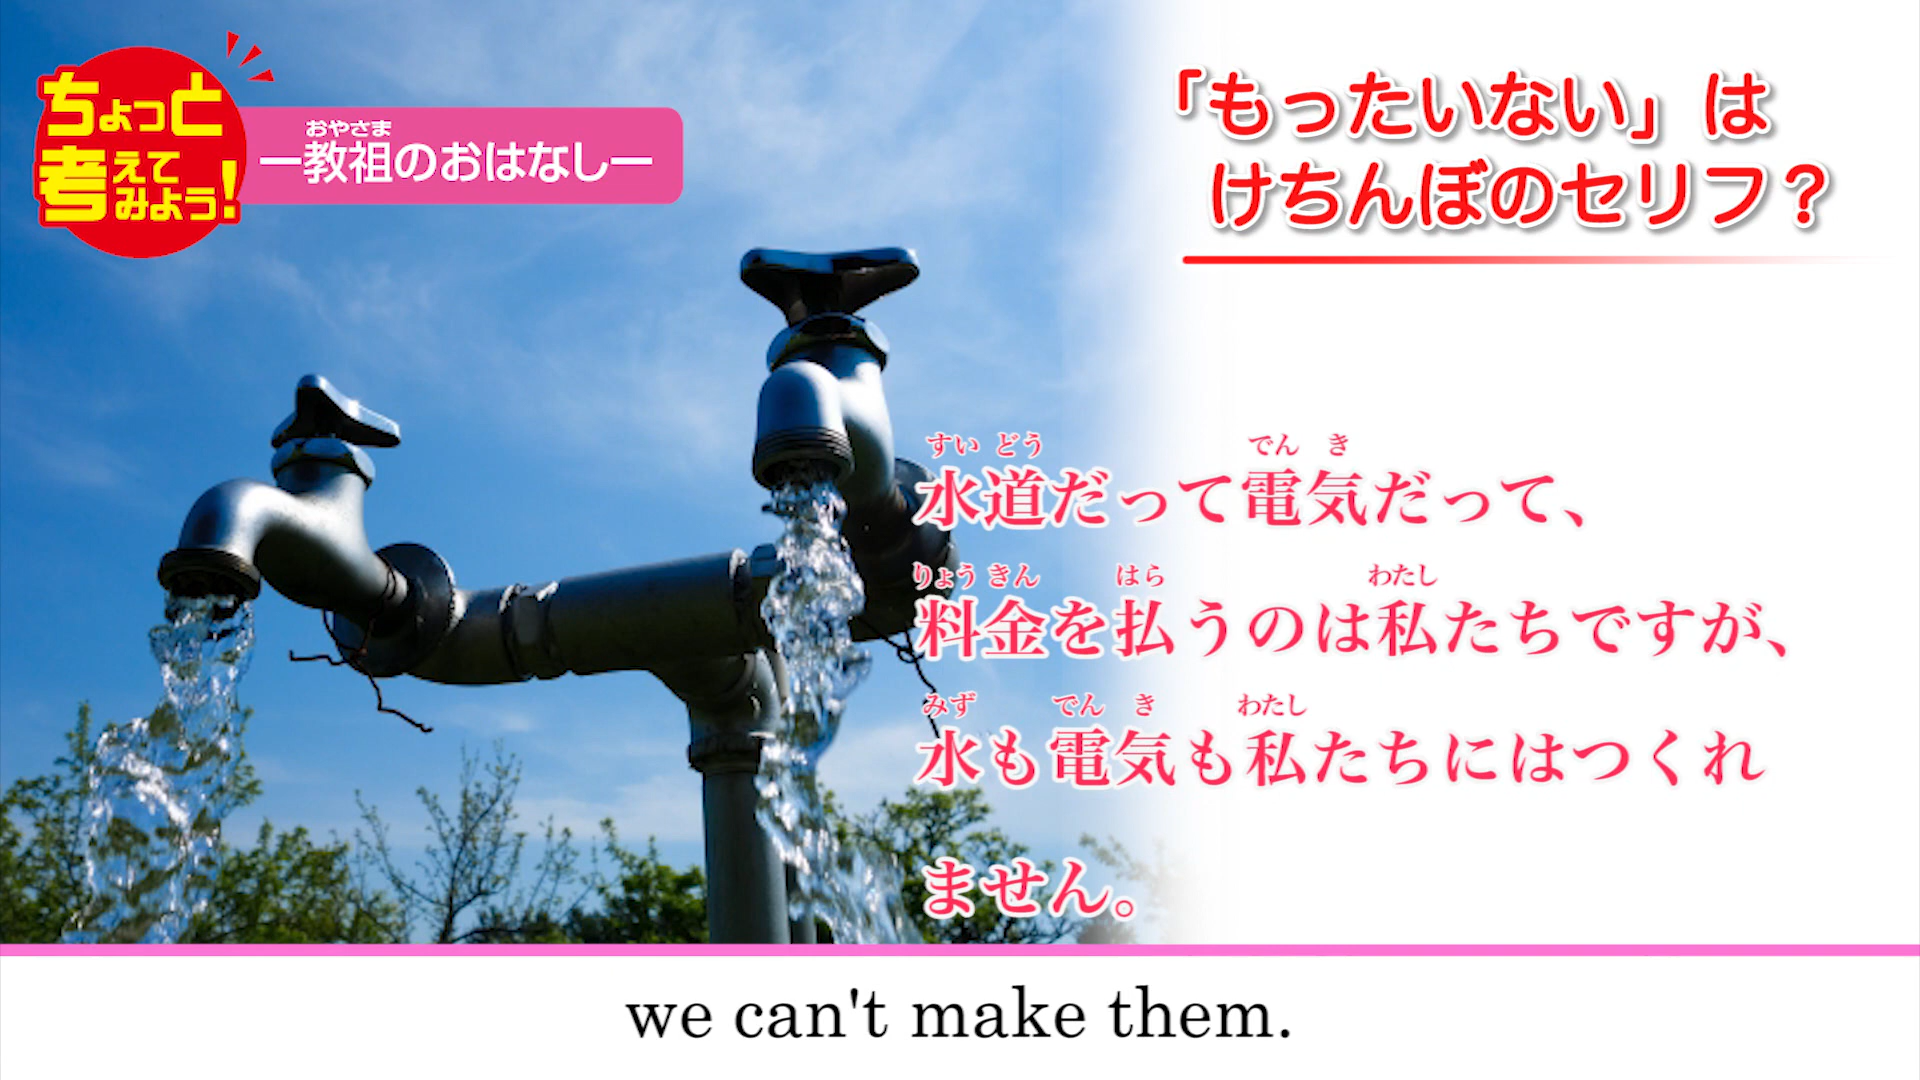 ちょっと
考えて
みよう!
おやさま
ー教祖のおはなしー
「もったいない」は
けちんぼのセリフ？
すい どう でん き
水道だって電気だって、
りょう きん はら わたし
料金を払うのは私たちですが、
みず でん き わたし
水も電気も私たちにはつくれ
ません。
we can't make them.